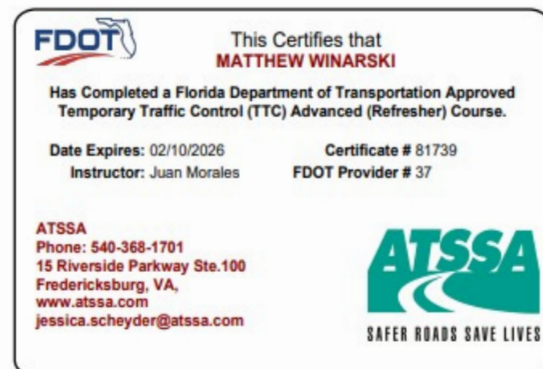 FDOT
This Certifies that
MATTHEW WINARSKI
Has Completed a Florida Department of Transportation Approved
Temporary Traffic Control (TTC) Advanced (Refresher) Course.
Date Expires: 02/10/2026 Certificate # 81739
Instructor: Juan Morales FDOT Provider # 37
ATSSA
Phone: 540-368-1701
15 Riverside Parkway Ste.100
Fredericksburg, VA,
www.atssa.com
jessica.scheyder@atssa.com
ATSSA
SAFER ROADS SAVE LIVES